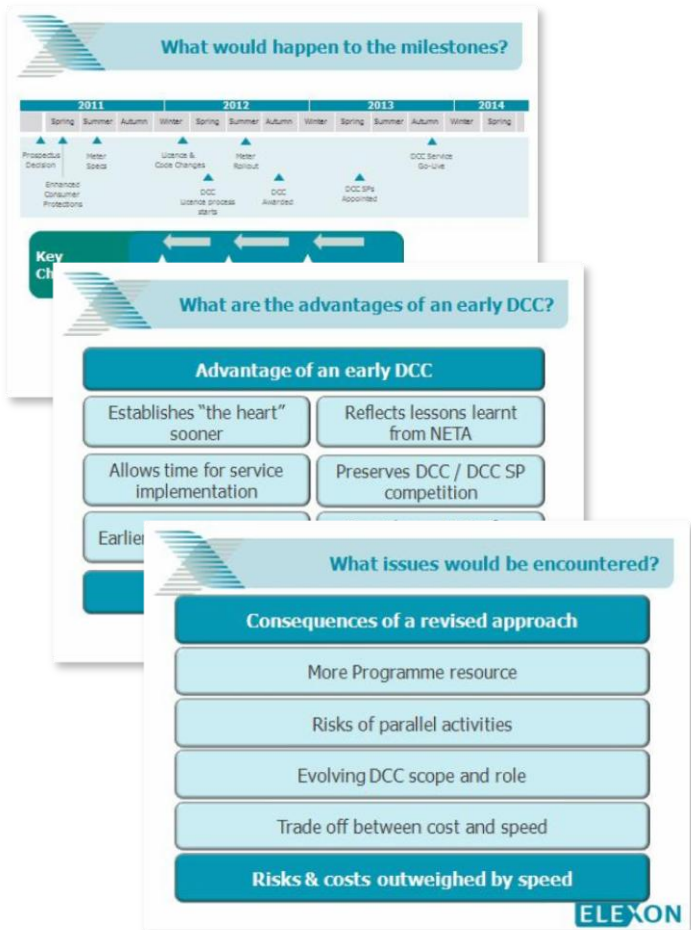 What would happen to the milestones?
2011 2012 2013 2014
Spring Summer Autumn Winter Spring Summer Autumn Winter Spring Summer Autumn Winter Spring
Prospectus
Decision
Enhanced
Consumer
Protections
Meter
Specs
Licence &
Code Changes
DCC
Licence process
starts
Meter
Rollout
DCC
Awarded
DCC SPs
Appointed
DCC Service
Go-Live
Key
What are the advantages of an early DCC?
Advantage of an early DCC
Establishes "the heart"
sooner
Reflects lessons learnt
from NETA
Allows time for service
implementation
Preserves DCC / DCC SP
competition
What issues would be encountered?
Consequences of a revised approach
More Programme resource
Risks of parallel activities
Evolving DCC scope and role
Trade off between cost and speed
Risks & costs outweighed by speed
ELEXON